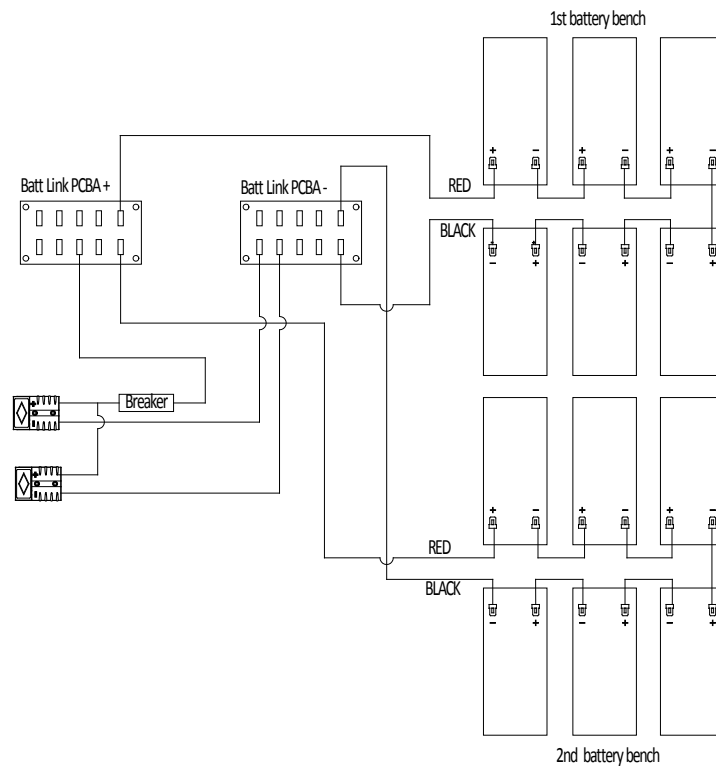 1st battery bench
+ − + − + −
Batt Link PCBA +
Batt Link PCBA -
RED
BLACK
− + − + − +
Breaker
+ − + − + −
RED
BLACK
− + − + − +
2nd battery bench